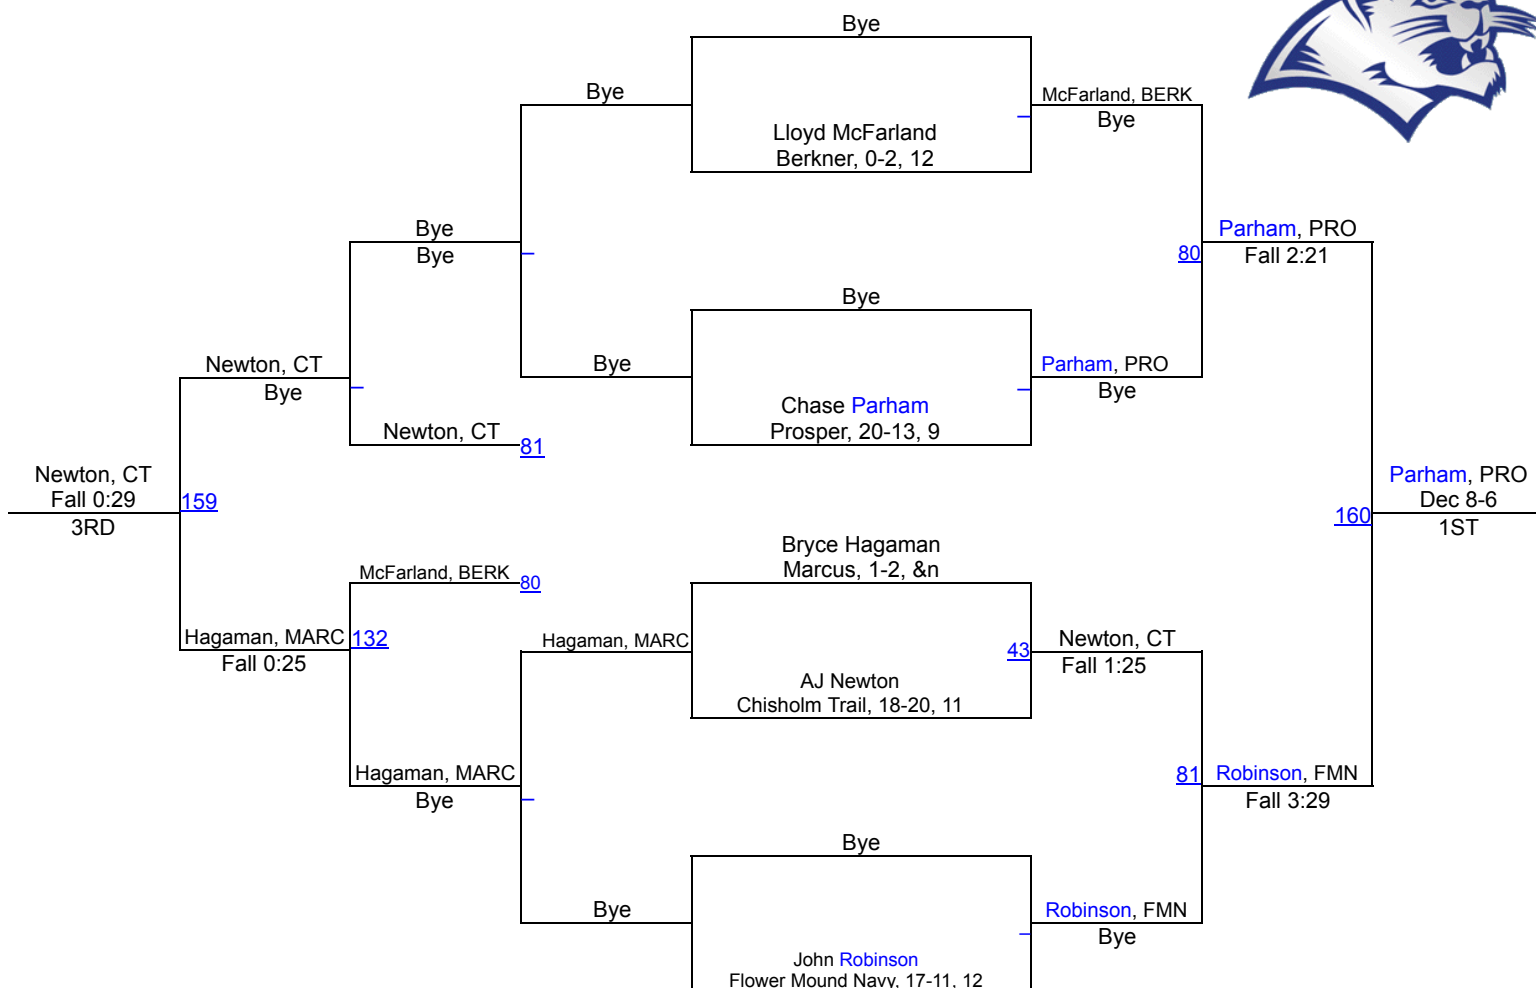 Bye
Bye
McFarland, BERK
Bye
Lloyd McFarland
Berkner, 0-2, 12
Bye
Bye
Parham, PRO
80
Fall 2:21
Bye
Newton, CT
Bye
Bye
Parham, PRO
Bye
Chase Parham
Prosper, 20-13, 9
Newton, CT
81
Newton, CT
Fall 0:29
3RD
159
Parham, PRO
Dec 8-6
1ST
160
Bryce Hagaman
Marcus, 1-2, &n
McFarland, BERK
80
Hagaman, MARC
132
Fall 0:25
Hagaman, MARC
43
Newton, CT
Fall 1:25
AJ Newton
Chisholm Trail, 18-20, 11
Hagaman, MARC
Bye
81
Robinson, FMN
Fall 3:29
Bye
Bye
Robinson, FMN
Bye
John Robinson
Flower Mound Navy, 17-11, 12